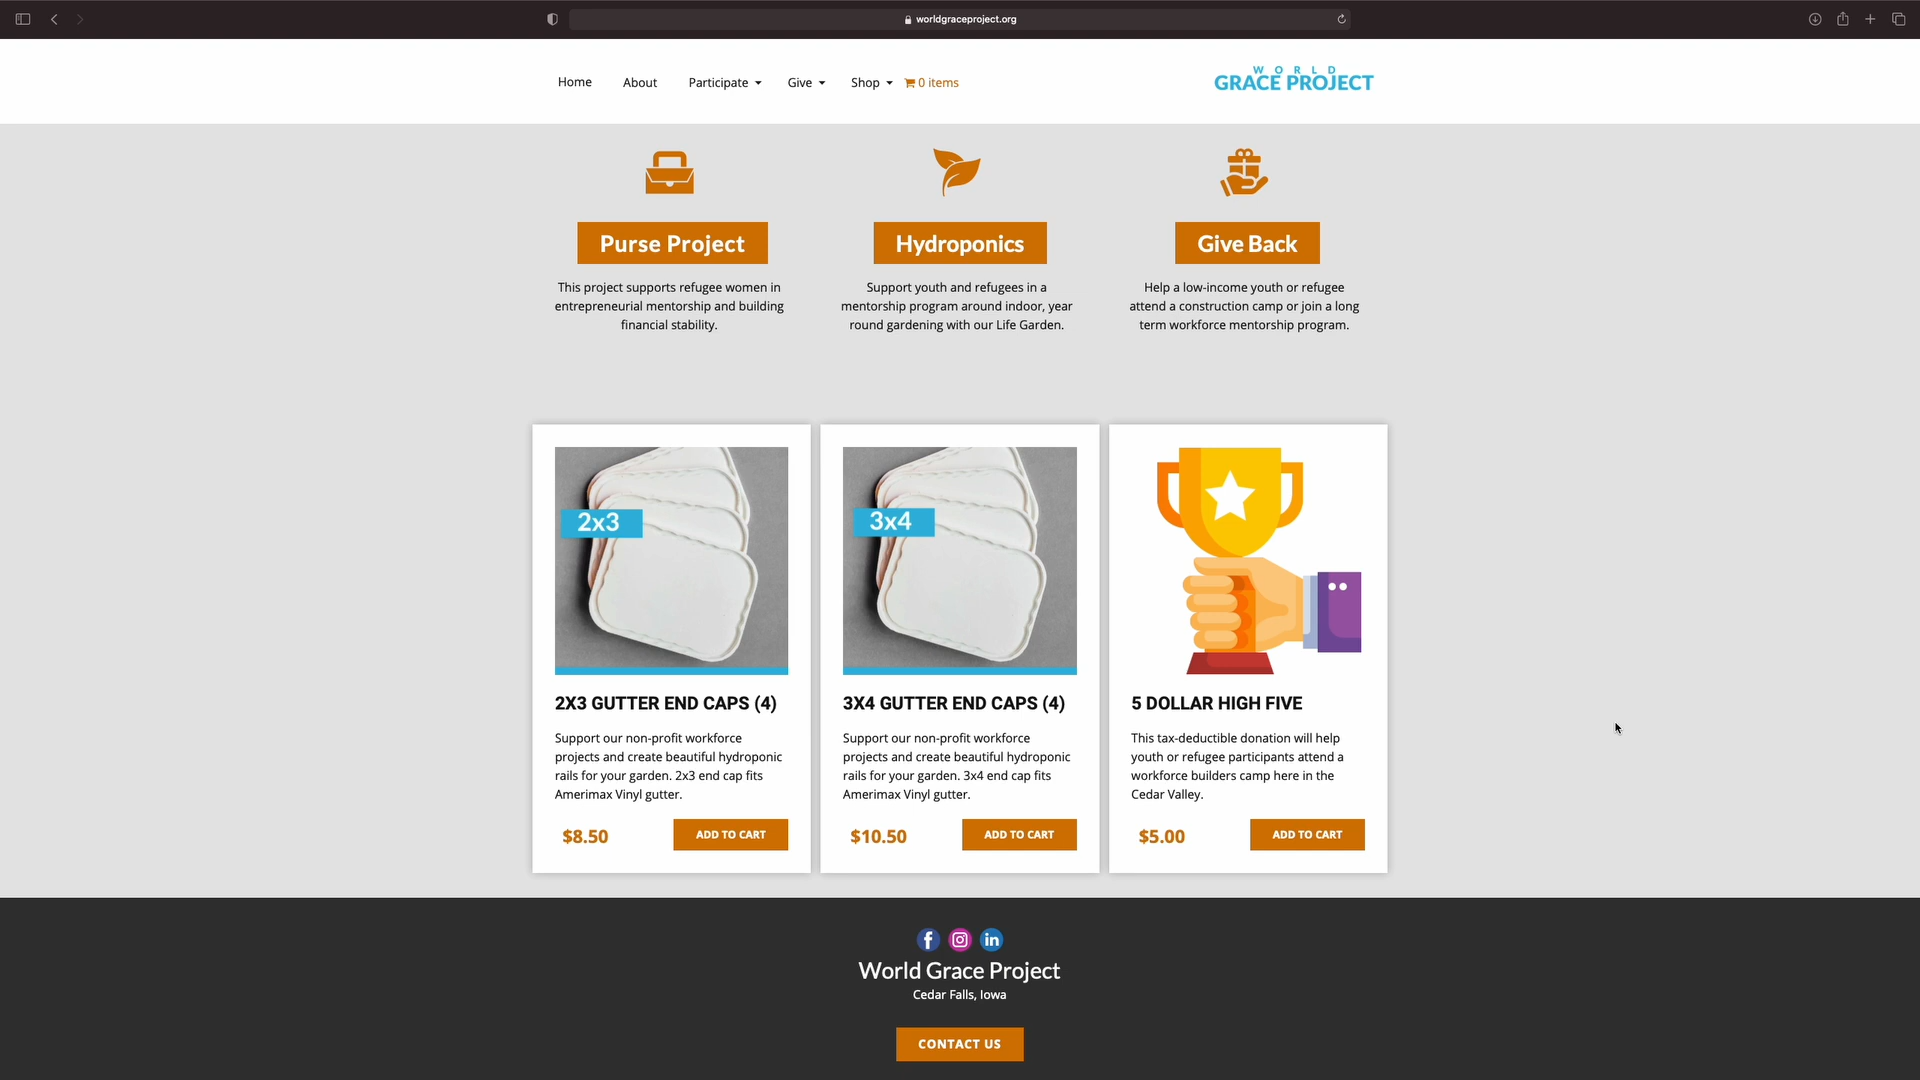 worldgraceproject.org
Home About Participate Give Shop 0 items
WORLD
GRACE PROJECT
Purse Project
This project supports refugee women in
entrepreneurial mentorship and building
financial stability.
Hydroponics
Support youth and refugees in a
mentorship program around indoor, year
round gardening with our Life Garden.
Give Back
Help a low-income youth or refugee
attend a construction camp or join a long
term workforce mentorship program.
2x3
2X3 GUTTER END CAPS (4)
Support our non-profit workforce
projects and create beautiful hydroponic
rails for your garden. 2x3 end cap fits
Amerimax Vinyl gutter.
$8.50 ADD TO CART
3x4
3X4 GUTTER END CAPS (4)
Support our non-profit workforce
projects and create beautiful hydroponic
rails for your garden. 3x4 end cap fits
Amerimax Vinyl gutter.
$10.50 ADD TO CART
5 DOLLAR HIGH FIVE
This tax-deductible donation will help
youth or refugee participants attend a
workforce builders camp here in the
Cedar Valley.
$5.00 ADD TO CART
f in
World Grace Project
Cedar Falls, Iowa
CONTACT US